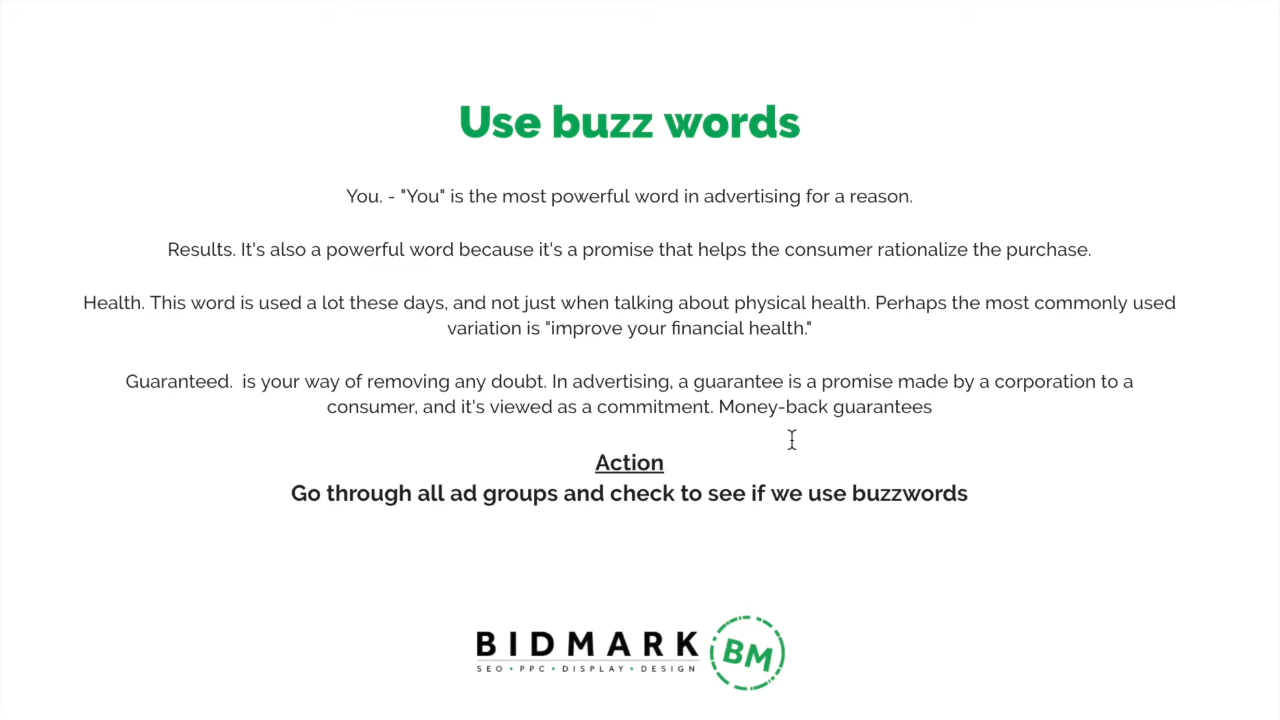 Use buzz words
You. - "You" is the most powerful word in advertising for a reason.
Results. It's also a powerful word because it's a promise that helps the consumer rationalize the purchase.
Health. This word is used a lot these days, and not just when talking about physical health. Perhaps the most commonly used
variation is "improve your financial health."
Guaranteed.  is your way of removing any doubt. In advertising, a guarantee is a promise made by a corporation to a
consumer, and it's viewed as a commitment. Money-back guarantees
Action
Go through all ad groups and check to see if we use buzzwords
BIDMARK
SEO • PPC • DISPLAY • DESIGN
BM